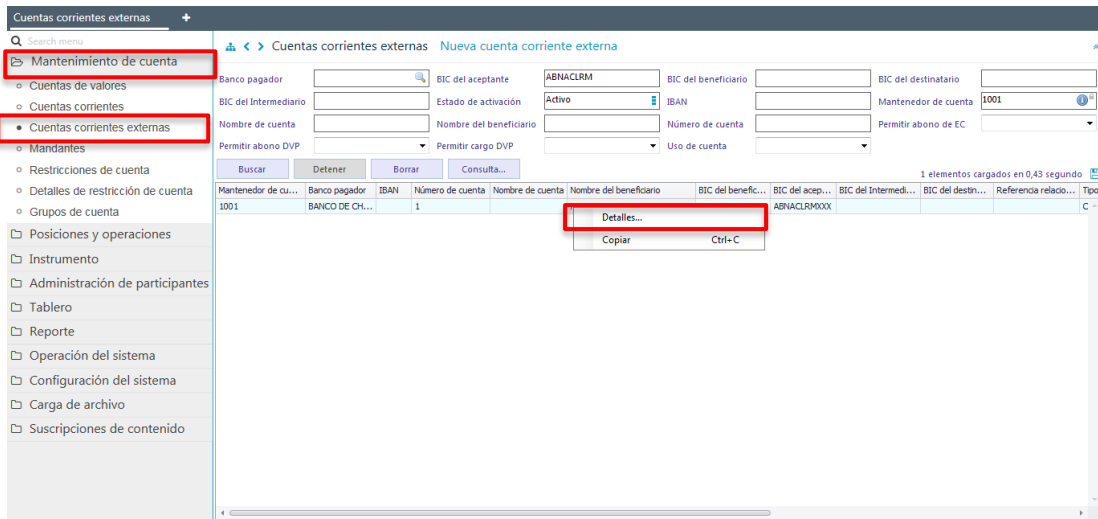 Cuentas corrientes externas +
Search menu
Mantenimiento de cuenta
Cuentas de valores
Cuentas corrientes
Cuentas corrientes externas
Mandantes
Restricciones de cuenta
Detalles de restricción de cuenta
Grupos de cuenta
Posiciones y operaciones
Instrumento
Administración de participantes
Tablero
Reporte
Operación del sistema
Configuración del sistema
Carga de archivo
Suscripciones de contenido
< > Cuentas corrientes externas Nueva cuenta corriente externa
Banco pagador BIC del aceptante ABNACLRM BIC del beneficiario BIC del destinatario
BIC del Intermediario Estado de activación Activo IBAN Mantenedor de cuenta 1001
Nombre de cuenta Nombre del beneficiario Número de cuenta Permitir abono de EC
Permitir abono DVP Permitir cargo DVP Uso de cuenta
Buscar Detener Borrar Consulta...
1 elementos cargados en 0,43 segundo
Mantenedor de cu... Banco pagador IBAN Número de cuenta Nombre de cuenta Nombre del beneficiario BIC del benefic... BIC del acep... BIC del Intermedi... BIC del destin... Referencia relacio... Tipo
1001 BANCO DE CH... 1 ABNACLRMXXX C
Detalles...
Copiar Ctrl+C